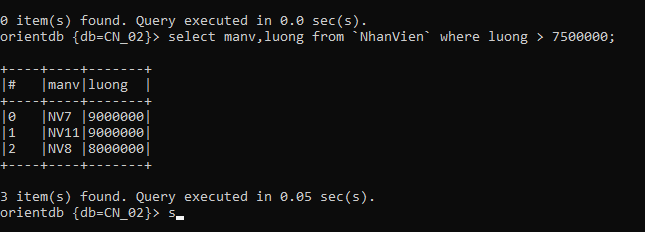 0 item(s) found. Query executed in 0.0 sec(s).
orientdb {db=CN_02}> select manv,luong from `NhanVien` where luong > 7500000;
+----+----+-------+
|#   |manv|luong  |
+----+----+-------+
|0   |NV7 |9000000|
|1   |NV11|9000000|
|2   |NV8 |8000000|
+----+----+-------+
3 item(s) found. Query executed in 0.05 sec(s).
orientdb {db=CN_02}> s